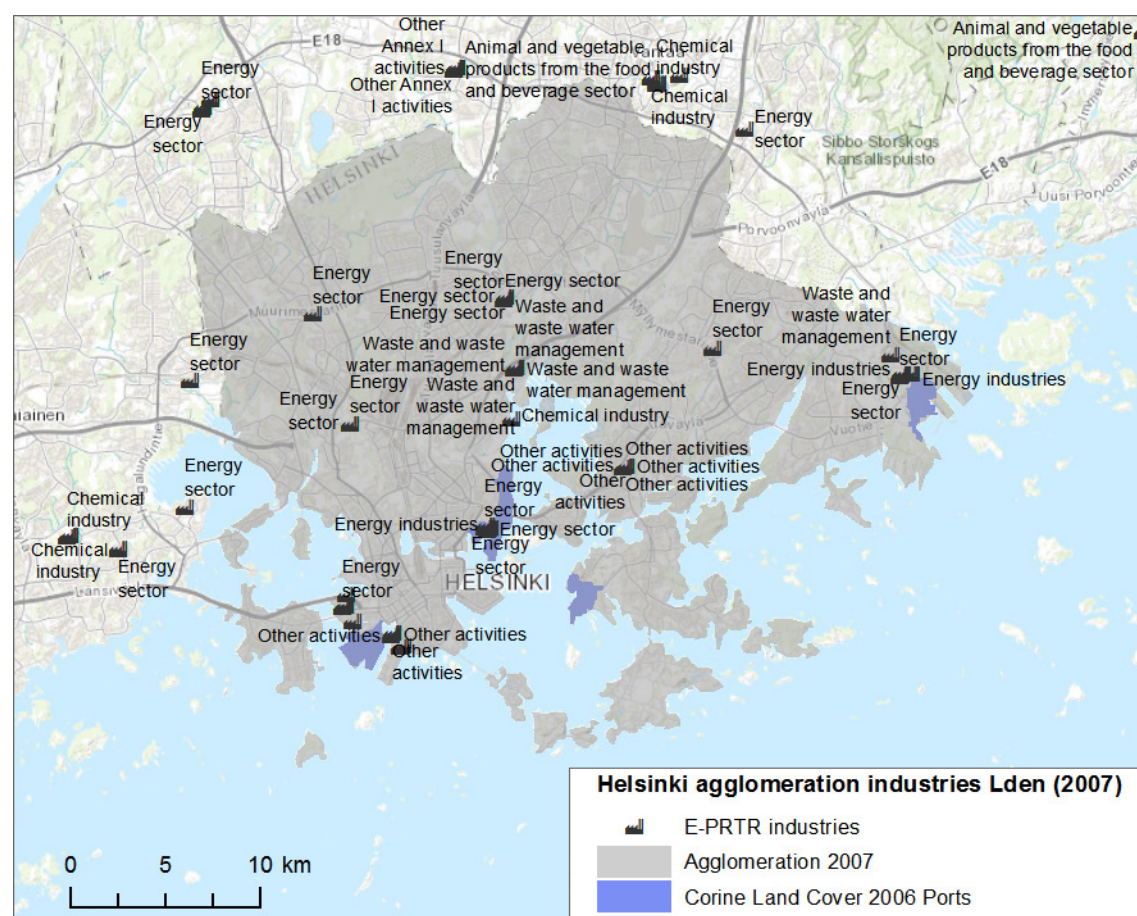 Other
Annex I
activities
Other Annex
I activities
Animal and vegetable
products from the food
and beverage sector
Chemical
industry
Chemical
industry
Animal and vegetable
products from the food
and beverage sector
E18
Energy
sector
Energy
sector
Energy
sector
Sibbo Storskogs
Kansallispuisto
E18
Uusi Porvoontie
Porvoonvayla
HELSINKI
Tuusulanvayla
Energy
sector
Energy
sector
Energy sector
Energy sector
Energy sector
Waste and
waste water
management
Waste and waste
water management
Waste and waste
water management
Waste and
waste water
management
Energy
sector
Waste and
waste water
management
Energy
sector
Energy industries
Energy industries
Energy
sector
Energy
sector
Energy
sector
Energy
sector
Chemical industry
Vuotie
Other activities
Other activities
Other activities
Other activities
Other activities
Other
activities
Energy
sector
Energy
sector
Energy industries
Energy sector
Energy
sector
Chemical
industry
Chemical
industry
Energy
sector
HELSINKI
Energy
sector
Other activities
Other activities
Other
activities
0 5 10 km
Helsinki agglomeration industries Lden (2007)
E-PRTR industries
Agglomeration 2007
Corine Land Cover 2006 Ports